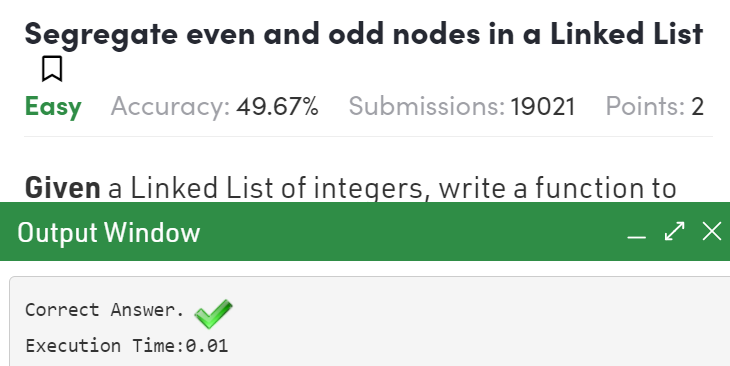 Segregate even and odd nodes in a Linked List
Easy Accuracy: 49.67% Submissions: 19021 Points: 2
Given a Linked List of integers, write a function to
Output Window
Correct Answer.
Execution Time:0.01